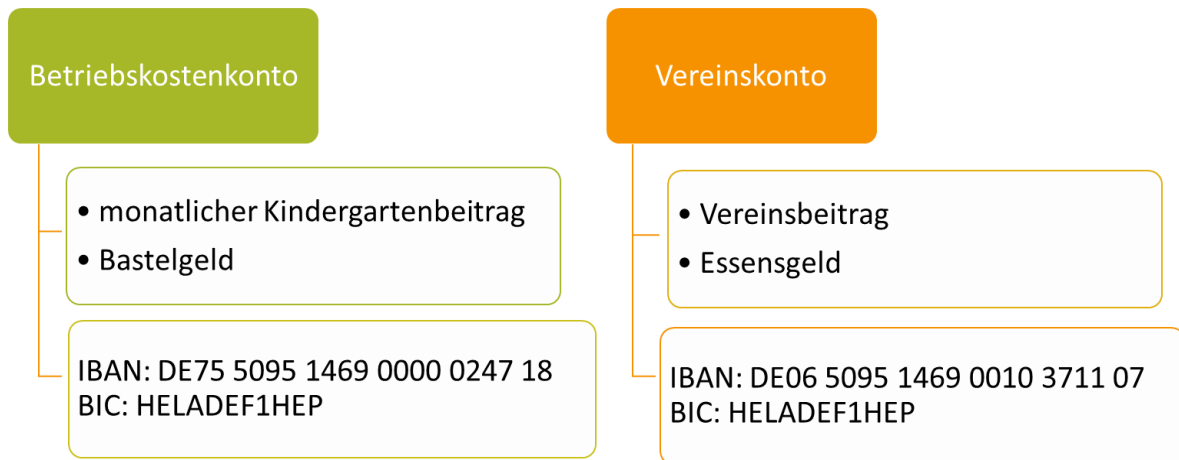 Betriebskostenkonto
• monatlicher Kindergartenbeitrag
• Bastelgeld
IBAN: DE75 5095 1469 0000 0247 18
BIC: HELADEF1HEP
Vereinskonto
• Vereinsbeitrag
• Essensgeld
IBAN: DE06 5095 1469 0010 3711 07
BIC: HELADEF1HEP